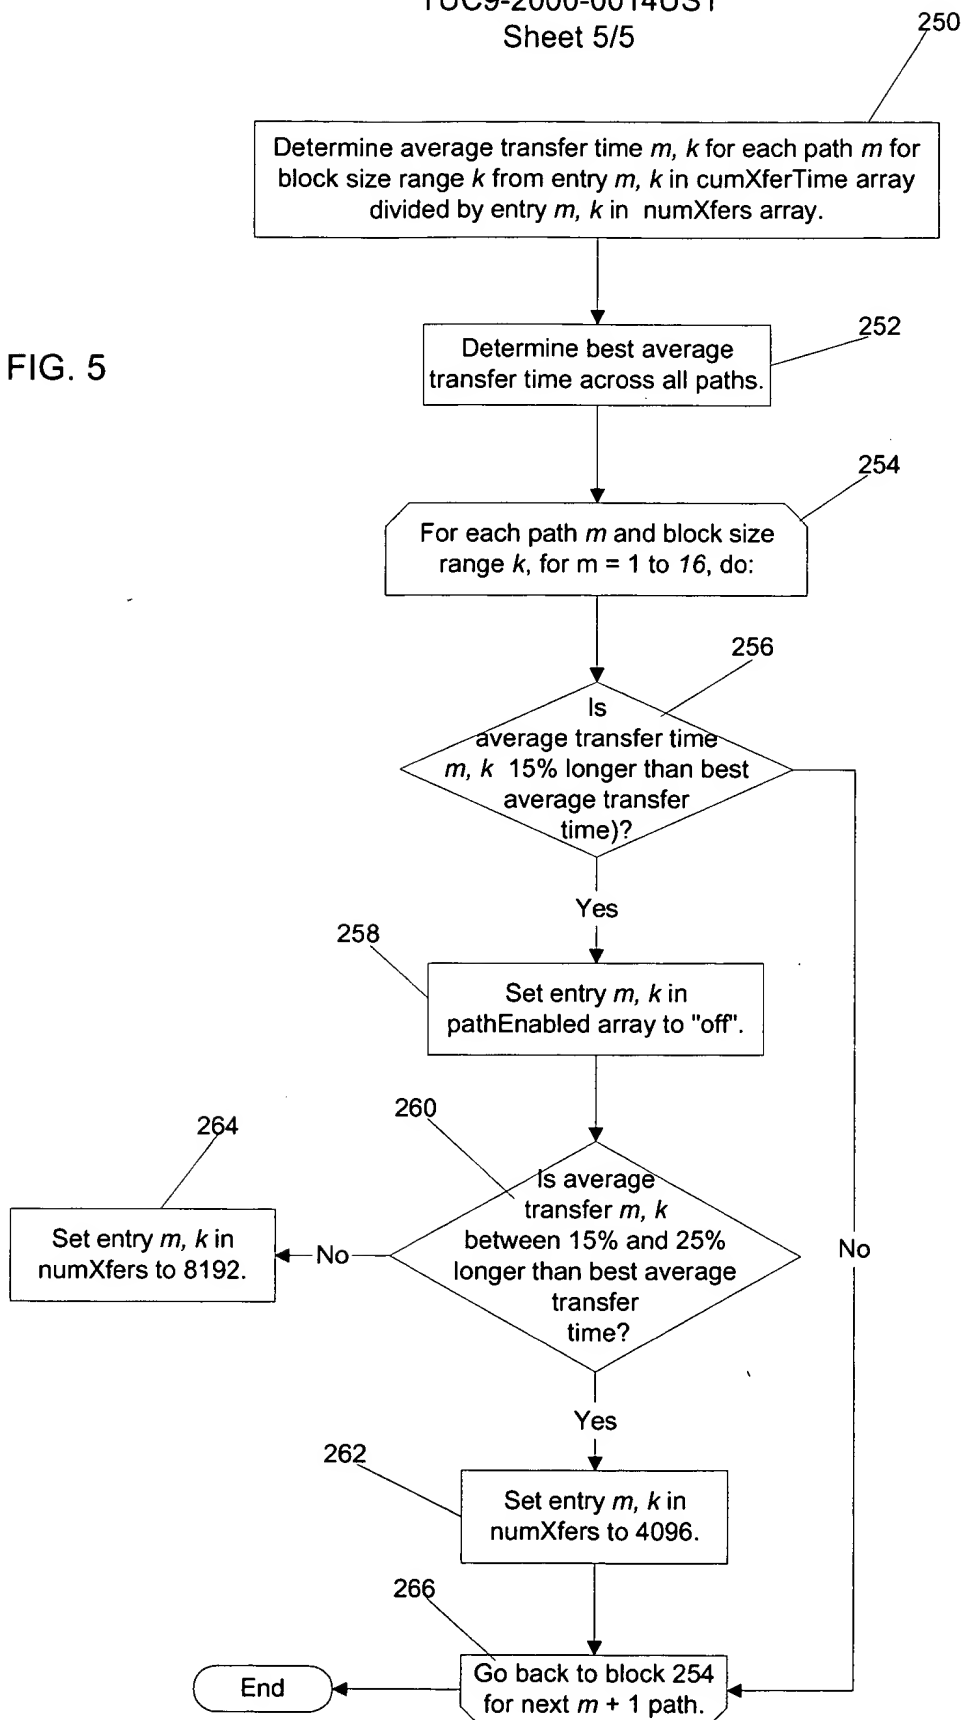 TUC9-2000-0014US1
Sheet 5/5
250
Determine average transfer time m, k for each path m for
block size range k from entry m, k in cumXferTime array
divided by entry m, k in numXfers array.
FIG. 5
252
Determine best average
transfer time across all paths.
254
For each path m and block size
range k, for m = 1 to 16, do:
256
Is
average transfer time
m, k 15% longer than best
average transfer
time)?
Yes
258
Set entry m, k in
pathEnabled array to "off".
260
264
Is average
transfer m, k
between 15% and 25%
longer than best average
transfer
time?
Set entry m, k in
numXfers to 8192.
No
No
Yes
262
Set entry m, k in
numXfers to 4096.
266
Go back to block 254
for next m + 1 path.
End